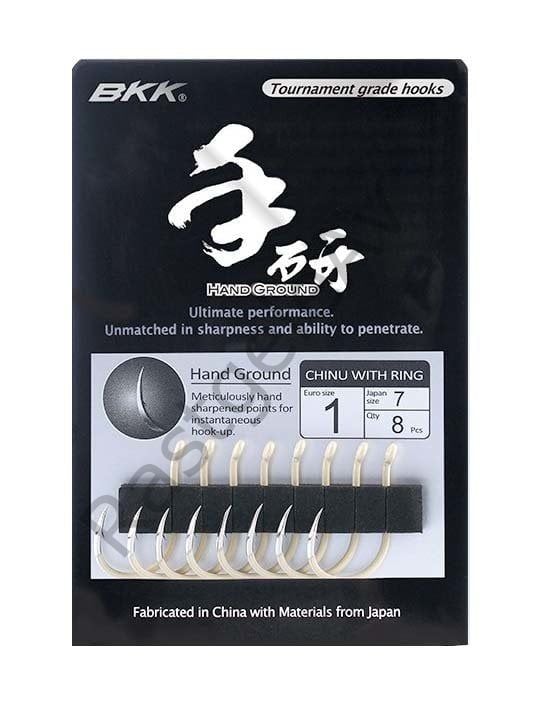 BKK®
Tournament grade hooks
手研
HAND GROUND
Ultimate performance.
Unmatched in sharpness and ability to penetrate.
Hand Ground
Meticulously hand
sharpened points for
instantaneous
hook-up.
CHINU WITH RING
Euro size
1
Japan
size 7
Qty
8 Pcs
Fabricated in China with Materials from Japan